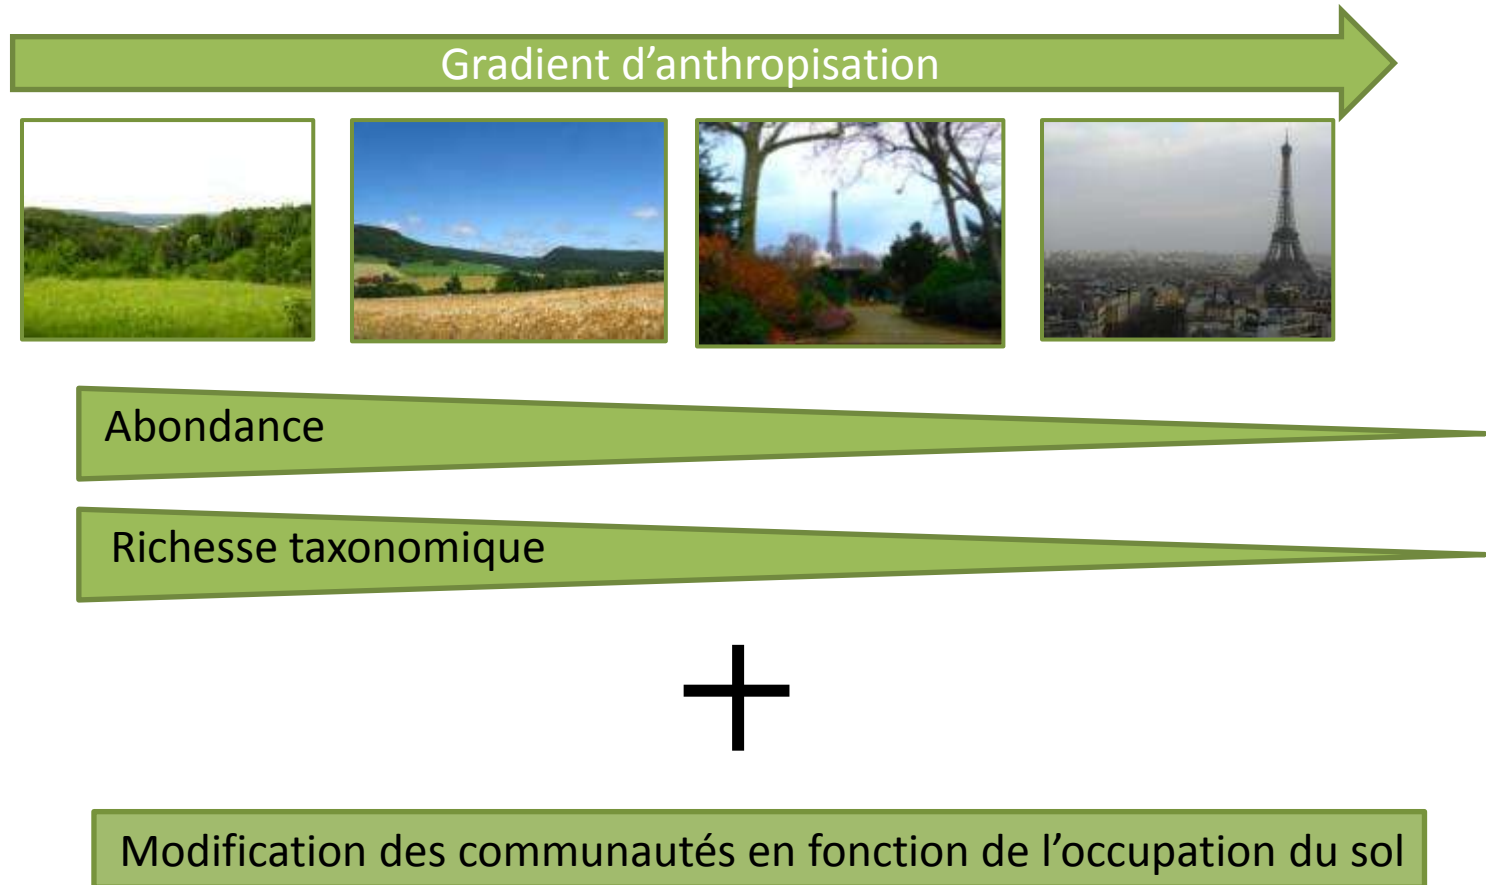 Gradient d’anthropisation
Abondance
Richesse taxonomique
Modification des communautés en fonction de l’occupation du sol